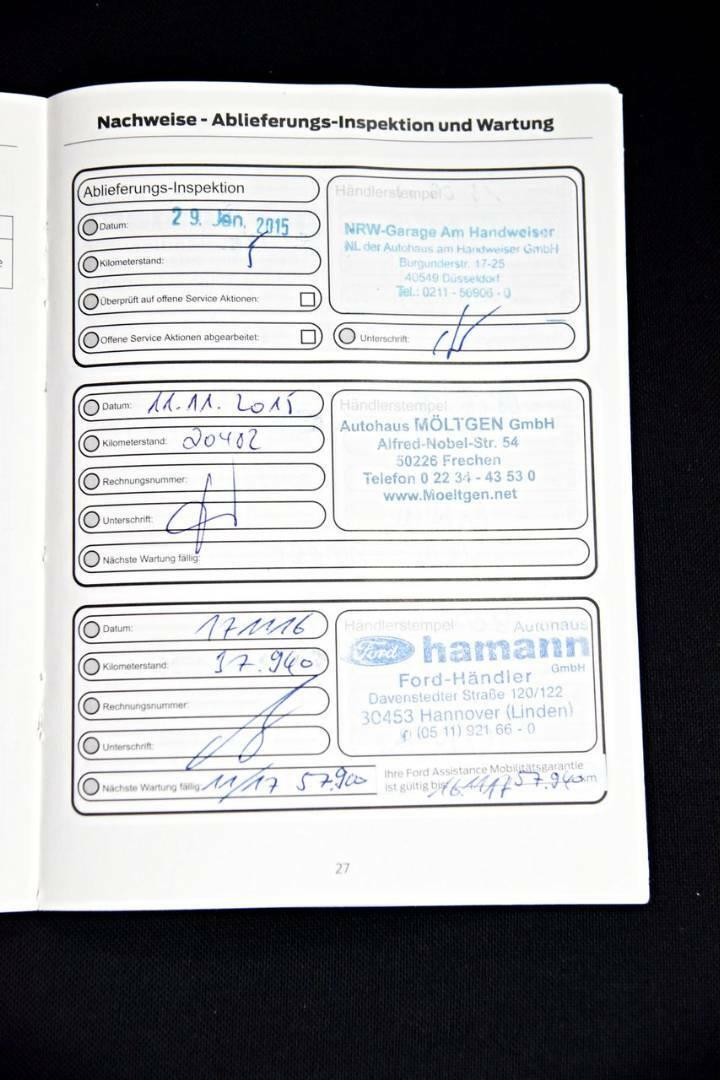 Nachweise - Ablieferungs-Inspektion und Wartung
Ablieferungs-Inspektion
Händlerstempel
Datum: 29. Jan. 2015
NRW-Garage Am Handweiser
NL der Autohaus am Handweiser GmbH
Kilometerstand:
Burgunderstr. 17-25
40549 Düsseldorf
Überprüft auf offene Service Aktionen:
Tel.: 0211 - 56906 - 0
Offene Service Aktionen abgearbeitet:
Unterschrift:
Datum: 11.11.2015
Händlerstempel
Autohaus MÖLTGEN GmbH
Kilometerstand: 20402
Alfred-Nobel-Str. 54
50226 Frechen
Rechnungsnummer:
Telefon 0 22 34 - 43 53 0
www.Moeltgen.net
Unterschrift:
Nächste Wartung fällig:
Datum: 171116
Händlerstempel
Autohaus
Ford hamann
GmbH
Kilometerstand: 37.940
Ford-Händler
Rechnungsnummer:
Davenstedter Straße 120/122
30453 Hannover (Linden)
(05 11) 921 66 - 0
Unterschrift:
Nächste Wartung fällig: 11/17 57.900
Ihre Ford Assistance Mobilitätsgarantie
ist gültig bis 16.11.17 57.940 km
27